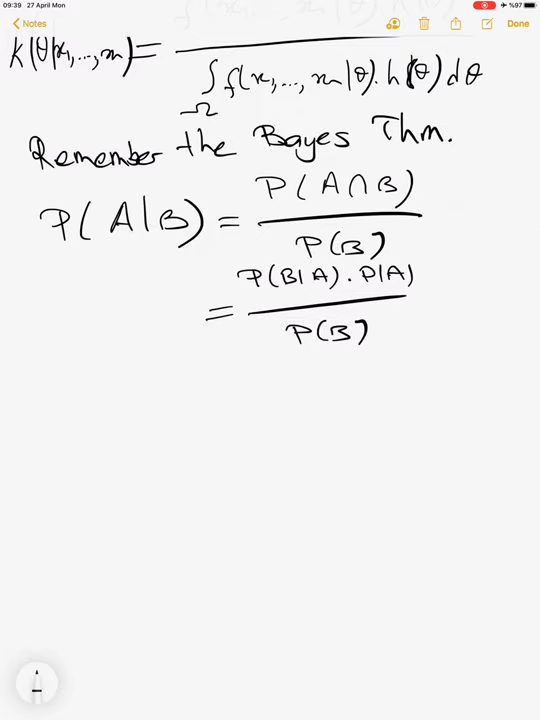 09:39 27 April Mon %97
Notes Done
k(θ|x₁,...,xn) =
∫Ω f(x₁,...,xn|θ).h(θ)dθ
Remember the Bayes Thm.
P(A|B) = P(A∩B) / P(B)
= P(B|A).P(A) / P(B)